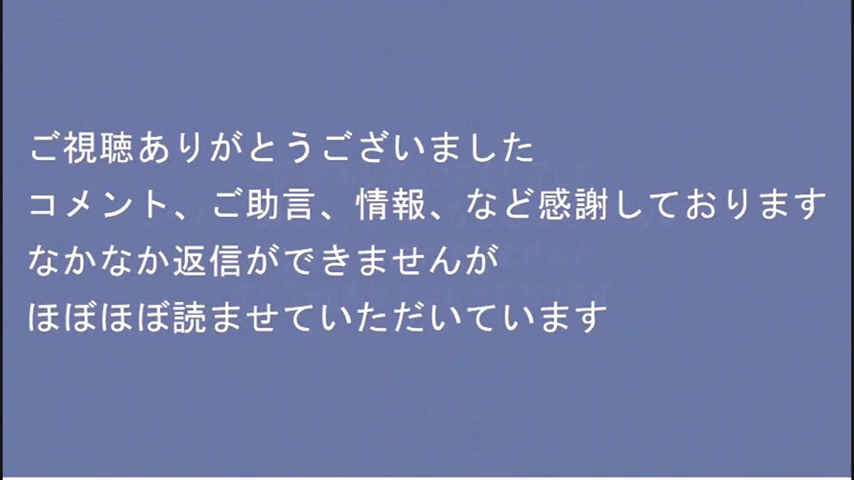 ご視聴ありがとうございました
コメント、ご助言、情報、など感謝しております
なかなか返信ができませんが
ほぼほぼ読ませていただいています